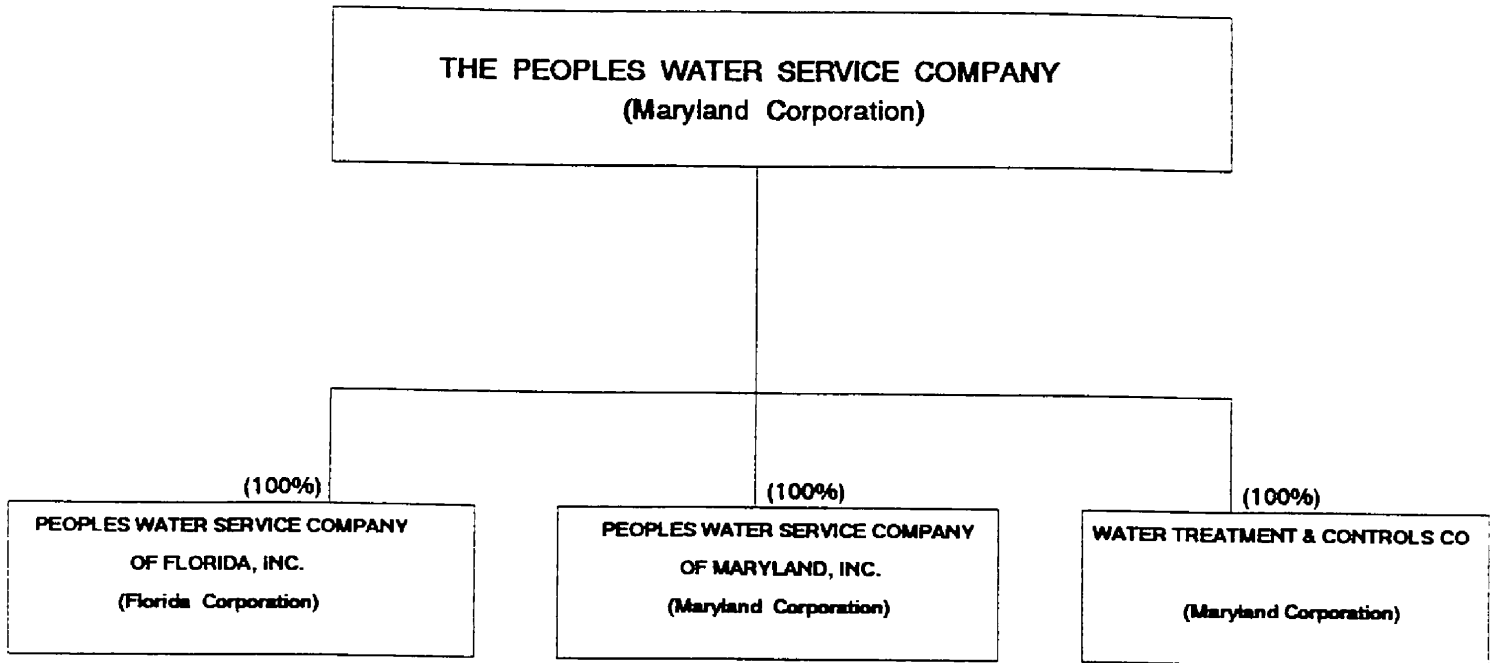 THE PEOPLES WATER SERVICE COMPANY
(Maryland Corporation)
(100%)
PEOPLES WATER SERVICE COMPANY
OF FLORIDA, INC.
(Florida Corporation)
(100%)
PEOPLES WATER SERVICE COMPANY
OF MARYLAND, INC.
(Maryland Corporation)
(100%)
WATER TREATMENT & CONTROLS CO
(Maryland Corporation)